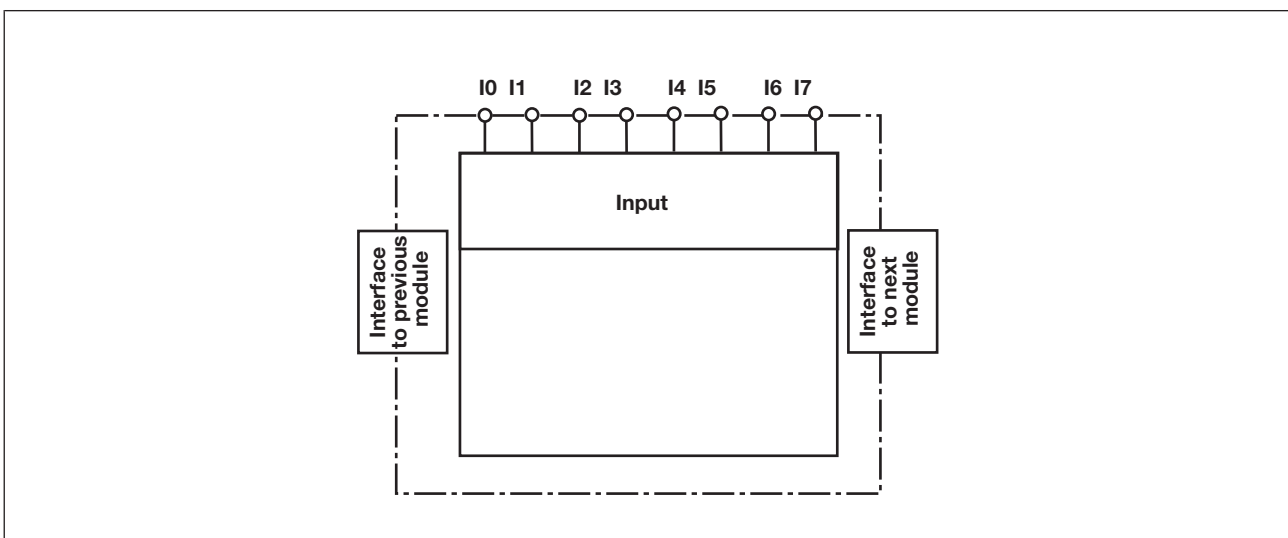 I0 I1 I2 I3 I4 I5 I6 I7
Input
Interface
to previous
module
Interface
to next
module